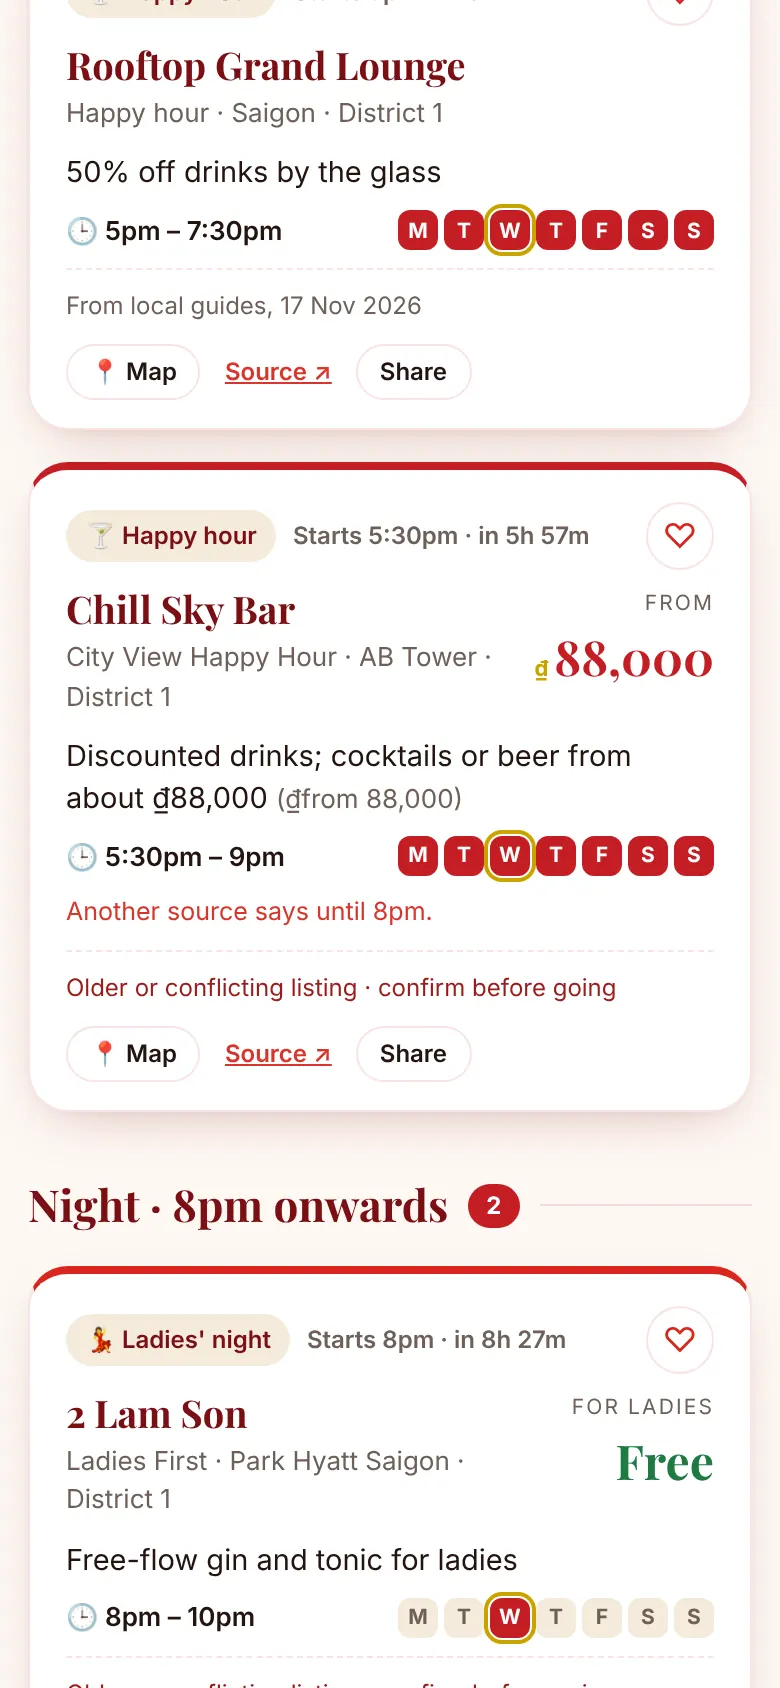 Rooftop Grand Lounge
Happy hour · Saigon · District 1
50% off drinks by the glass
5pm – 7:30pm M T W T F S S
From local guides, 17 Nov 2026
Map Source ↗ Share
Happy hour Starts 5:30pm · in 5h 57m
Chill Sky Bar FROM
City View Happy Hour · AB Tower · ₫88,000
District 1
Discounted drinks; cocktails or beer from
about ₫88,000 (₫from 88,000)
5:30pm – 9pm M T W T F S S
Another source says until 8pm.
Older or conflicting listing · confirm before going
Map Source ↗ Share
Night · 8pm onwards 2
Ladies' night Starts 8pm · in 8h 27m
2 Lam Son FOR LADIES
Ladies First · Park Hyatt Saigon · Free
District 1
Free-flow gin and tonic for ladies
8pm – 10pm M T W T F S S